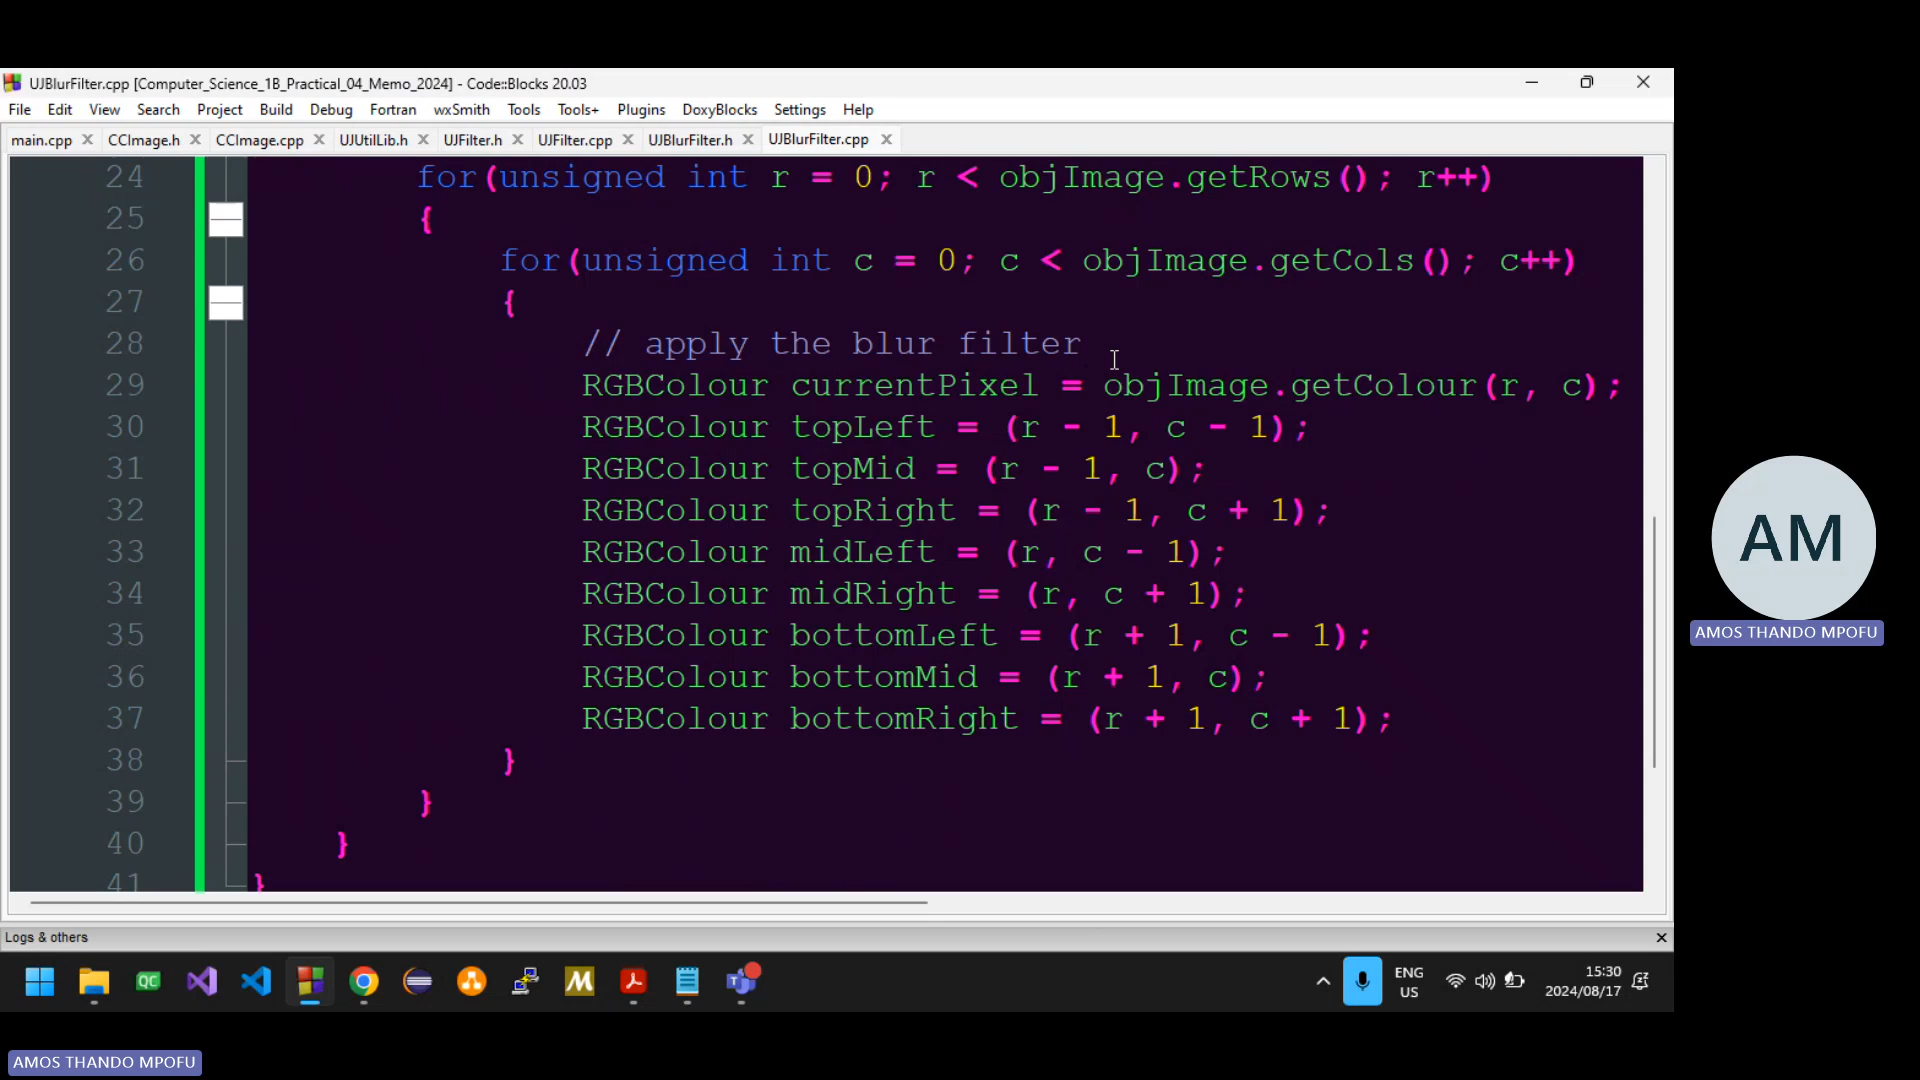 UJBlurFilter.cpp [Computer_Science_1B_Practical_04_Memo_2024] - Code::Blocks 20.03
File Edit View Search Project Build Debug Fortran wxSmith Tools Tools+ Plugins DoxyBlocks Settings Help
main.cpp CCImage.h CCImage.cpp UJUtilLib.h UJFilter.h UJFilter.cpp UJBlurFilter.h UJBlurFilter.cpp
24 for(unsigned int r = 0; r < objImage.getRows(); r++)
25 {
26 for(unsigned int c = 0; c < objImage.getCols(); c++)
27 {
28 // apply the blur filter
29 RGBColour currentPixel = objImage.getColour(r, c);
30 RGBColour topLeft = (r - 1, c - 1);
31 RGBColour topMid = (r - 1, c);
32 RGBColour topRight = (r - 1, c + 1);
33 RGBColour midLeft = (r, c - 1);
34 RGBColour midRight = (r, c + 1);
35 RGBColour bottomLeft = (r + 1, c - 1);
36 RGBColour bottomMid = (r + 1, c);
37 RGBColour bottomRight = (r + 1, c + 1);
38 }
39 }
40 }
41 }
AM
AMOS THANDO MPOFU
Logs & others
QC
M
ENG
US
15:30
2024/08/17
AMOS THANDO MPOFU